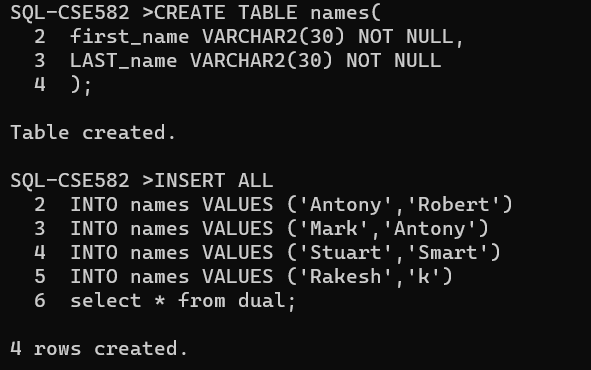 SQL-CSE582 >CREATE TABLE names(
  2  first_name VARCHAR2(30) NOT NULL,
  3  LAST_name VARCHAR2(30) NOT NULL
  4  );
Table created.
SQL-CSE582 >INSERT ALL
  2  INTO names VALUES ('Antony','Robert')
  3  INTO names VALUES ('Mark','Antony')
  4  INTO names VALUES ('Stuart','Smart')
  5  INTO names VALUES ('Rakesh','k')
  6  select * from dual;
4 rows created.